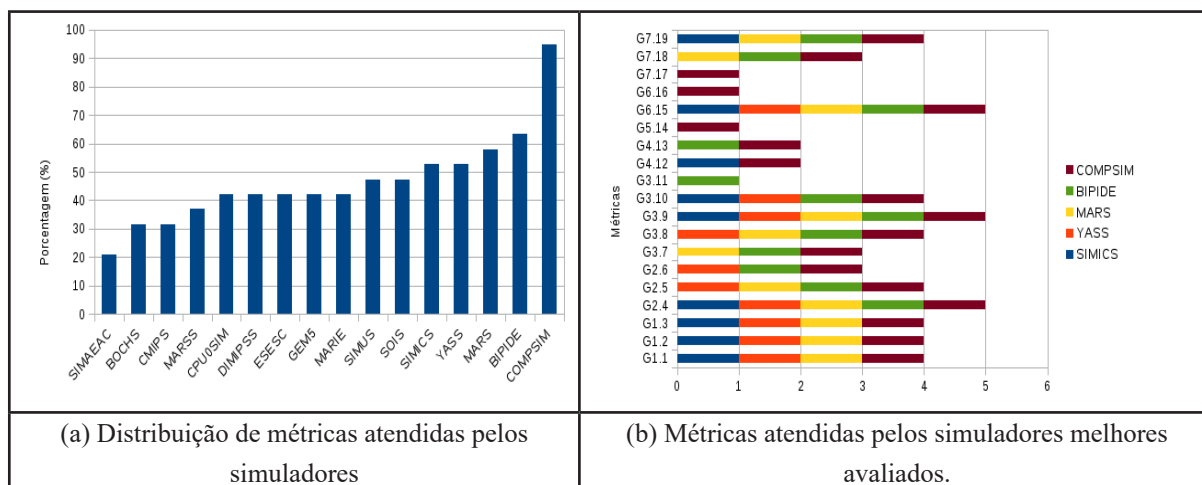 100
90
80
70
60
50
40
30
20
10
0
Porcentagem (%)
SIMAEAC
BOCHS
CMIPS
MARSS
CPU0SIM
DIMIPSS
ESESC
GEM5
MARIE
SIMUS
SOIS
SIMICS
YASS
MARS
BIPIDE
COMPSIM
G7.19
G7.18
G7.17
G6.16
G6.15
G5.14
G4.13
G4.12
G3.11
G3.10
G3.9
G3.8
G3.7
G2.6
G2.5
G2.4
G1.3
G1.2
G1.1
Métricas
0 1 2 3 4 5 6
COMPSIM
BIPIDE
MARS
YASS
SIMICS
(a) Distribuição de métricas atendidas pelos
simuladores
(b) Métricas atendidas pelos simuladores melhores
avaliados.